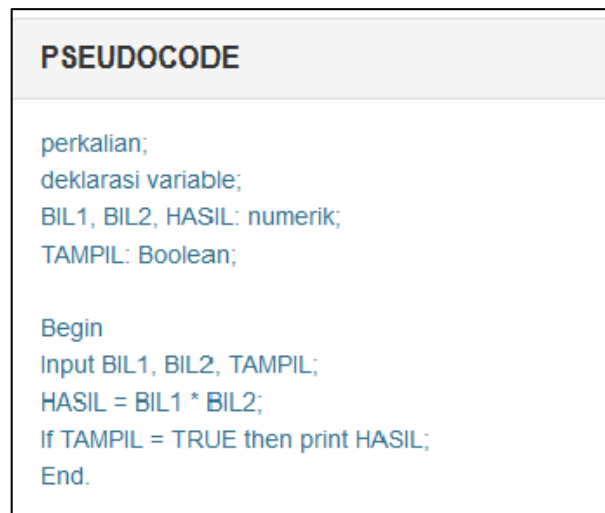 PSEUDOCODE
perkalian;
deklarasi variable;
BIL1, BIL2, HASIL: numerik;
TAMPIL: Boolean;
Begin
Input BIL1, BIL2, TAMPIL;
HASIL = BIL1 * BIL2;
If TAMPIL = TRUE then print HASIL;
End.